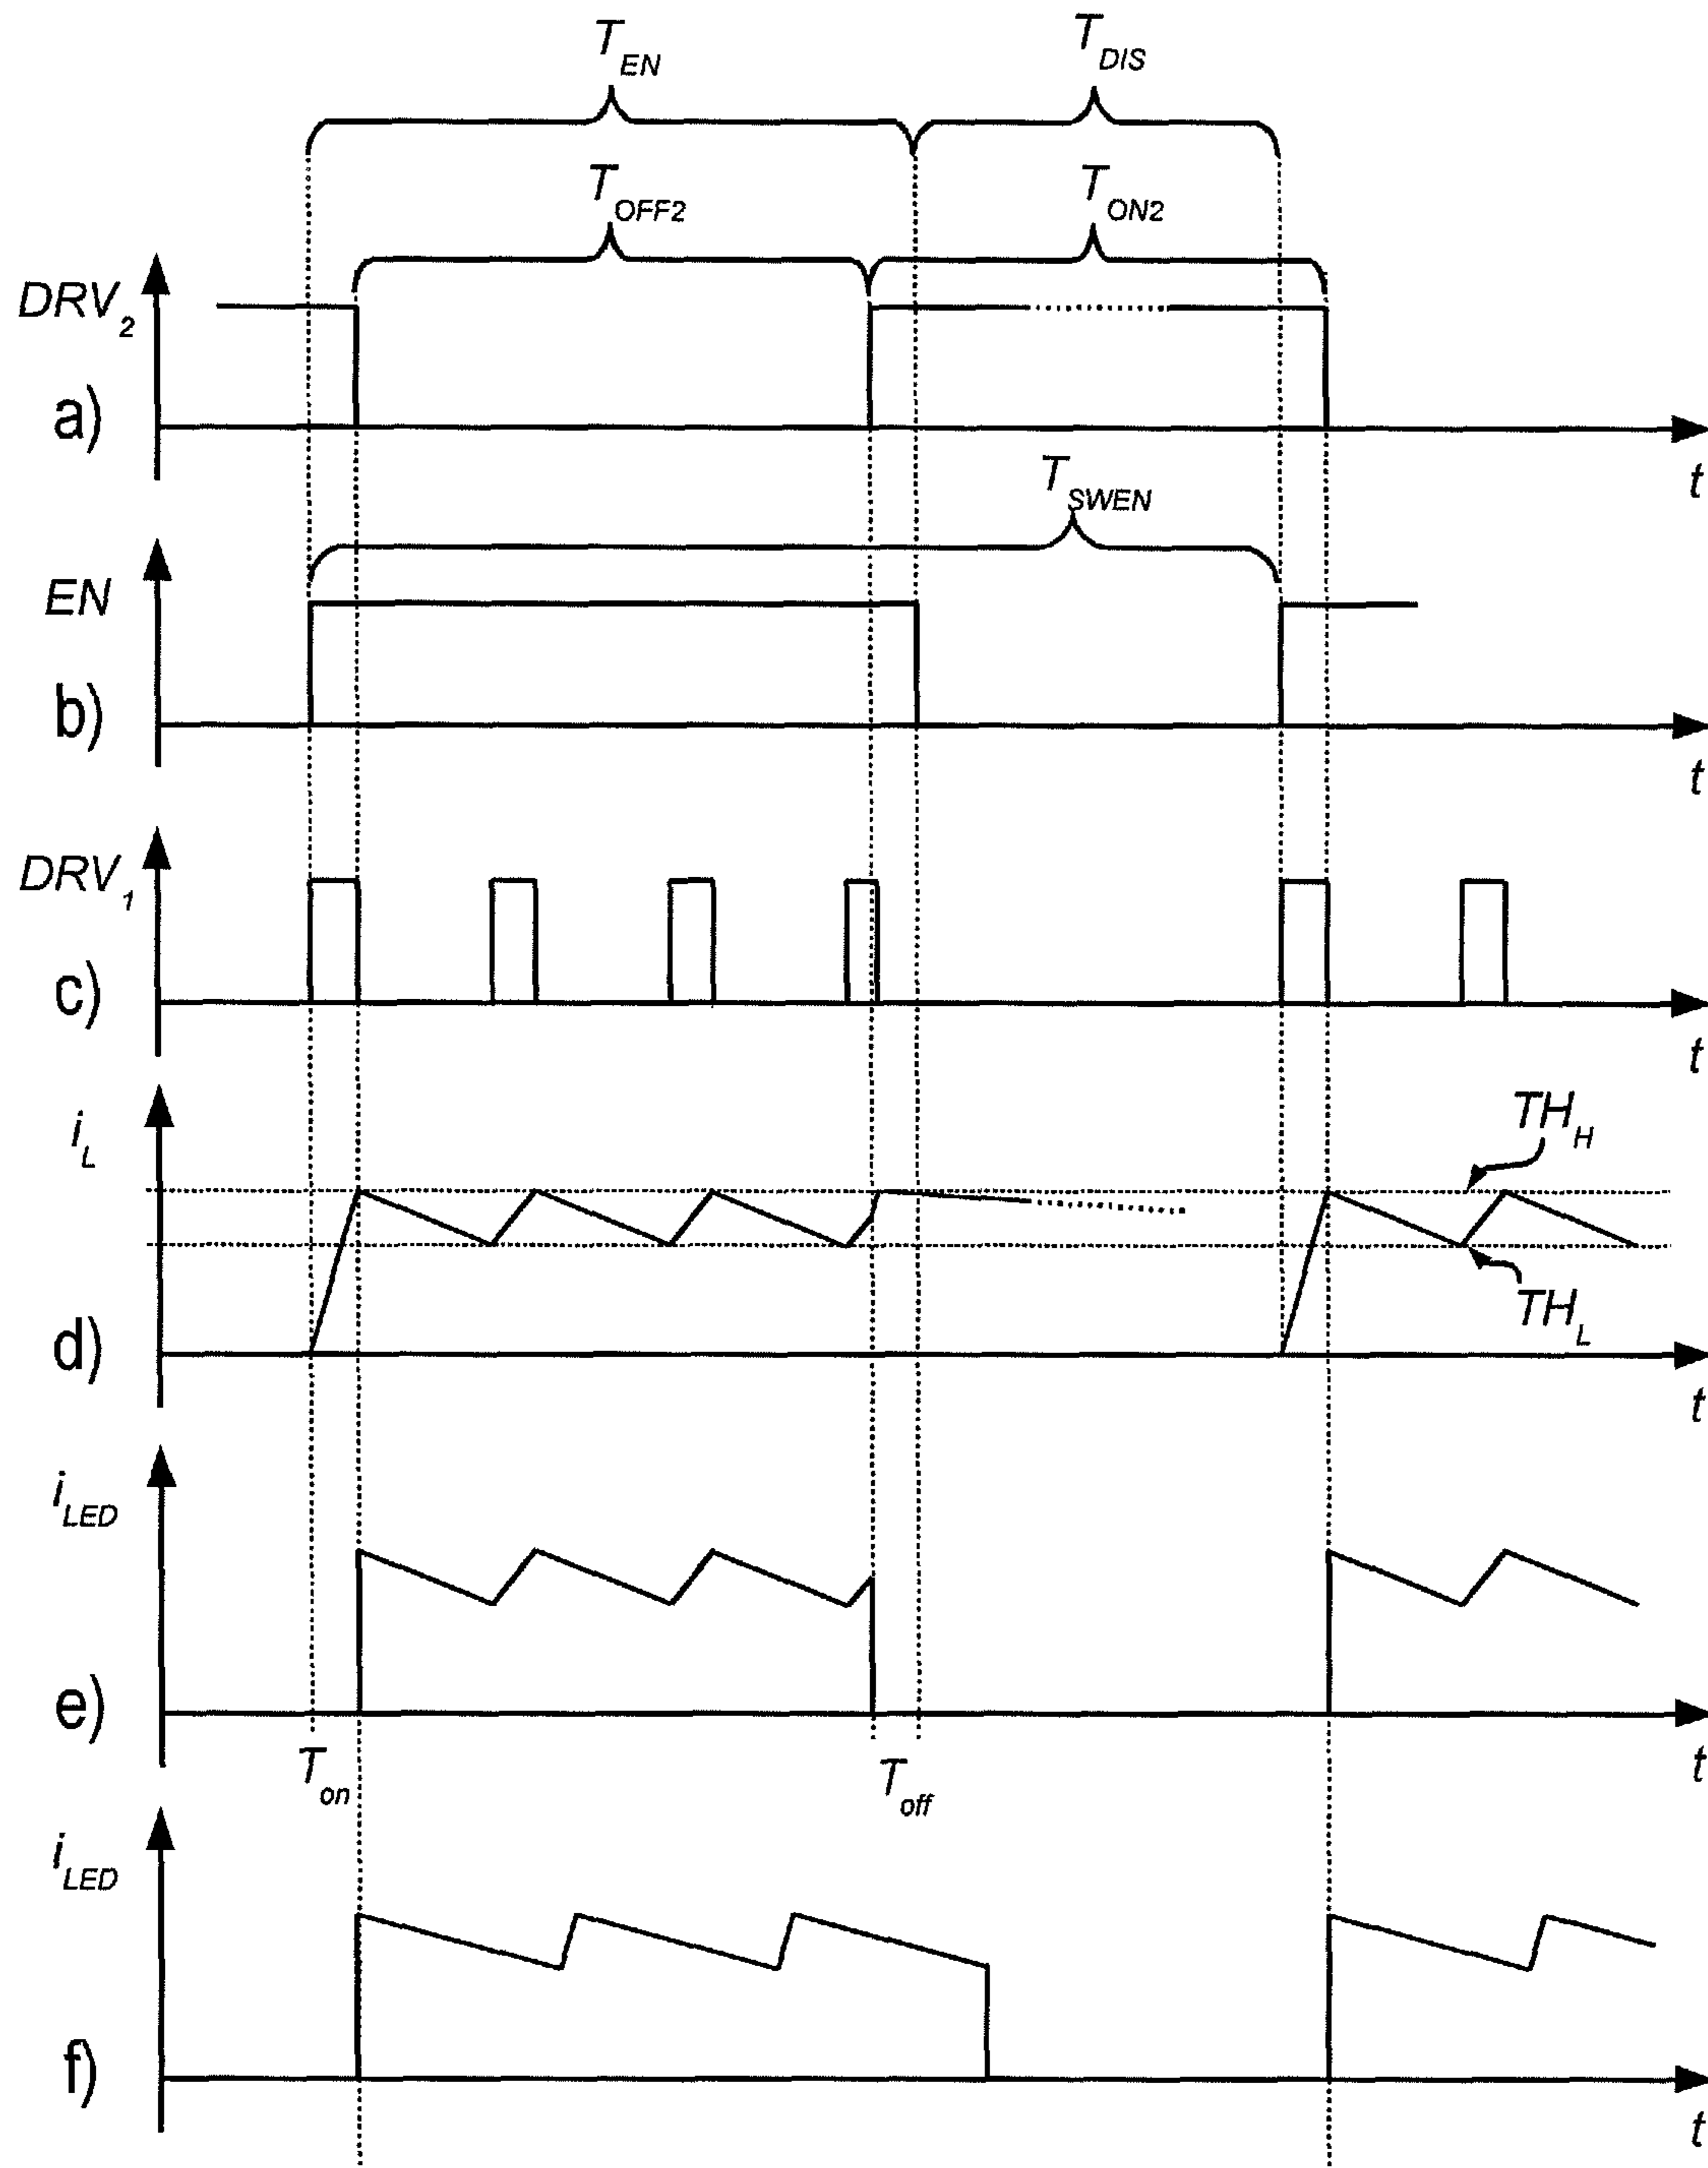 T_EN
T_DIS
T_OFF2
T_ON2
DRV_2
a)
t
T_SWEN
EN
b)
t
DRV_1
c)
t
i_L
TH_H
TH_L
d)
t
i_LED
e)
t
T_on
T_off
i_LED
f)
t